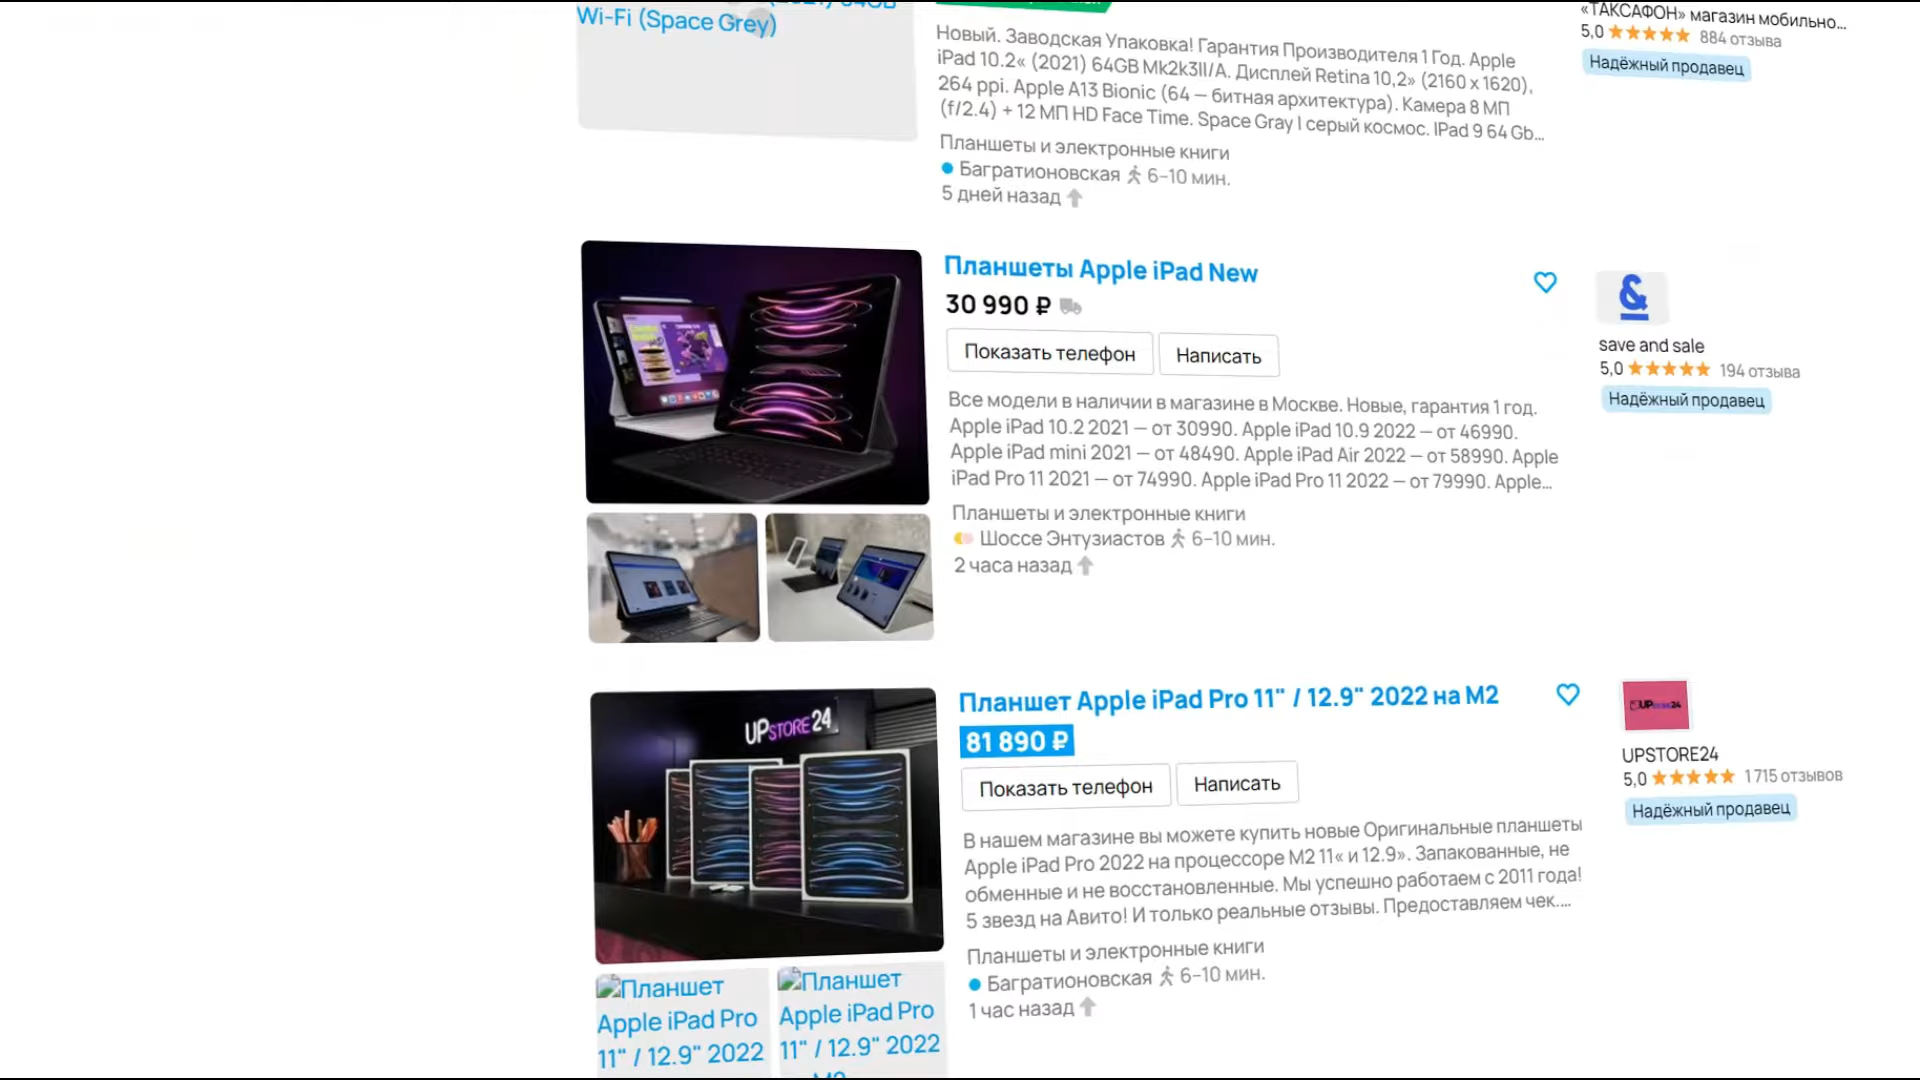 Wi-Fi (Space Grey)
Новый. Заводская Упаковка! Гарантия Производителя 1 Год. Apple
iPad 10.2« (2021) 64GB Mk2k3ll/A. Дисплей Retina 10,2» (2160 x 1620),
264 ppi. Apple A13 Bionic (64 — битная архитектура). Камера 8 МП
(f/2.4) + 12 МП HD Face Time. Space Gray I серый космос. IPad 9 64 Gb…
Планшеты и электронные книги
Багратионовская 6–10 мин.
5 дней назад
«ТАКСАФОН» магазин мобильно…
5,0 884 отзыва
Надёжный продавец
Планшеты Apple iPad New
30 990 ₽
Показать телефон
Написать
Все модели в наличии в магазине в Москве. Новые, гарантия 1 год.
Apple iPad 10.2 2021 — от 30990. Apple iPad 10.9 2022 — от 46990.
Apple iPad mini 2021 — от 48490. Apple iPad Air 2022 — от 58990. Apple
iPad Pro 11 2021 — от 74990. Apple iPad Pro 11 2022 — от 79990. Apple…
Планшеты и электронные книги
Шоссе Энтузиастов 6–10 мин.
2 часа назад
&
save and sale
5,0 194 отзыва
Надёжный продавец
UPSTORE24
Планшет Apple iPad Pro 11" / 12.9" 2022 на M2
81 890 ₽
Показать телефон
Написать
В нашем магазине вы можете купить новые Оригинальные планшеты
Apple iPad Pro 2022 на процессоре M2 11« и 12.9». Запакованные, не
обменные и не восстановленные. Мы успешно работаем с 2011 года!
5 звезд на Авито! И только реальные отзывы. Предоставляем чек.…
Планшеты и электронные книги
Багратионовская 6–10 мин.
1 час назад
UPSTORE24
UPSTORE24
5,0 1 715 отзывов
Надёжный продавец
Планшет
Apple iPad Pro
11" / 12.9" 2022
Планшет
Apple iPad Pro
11" / 12.9" 2022